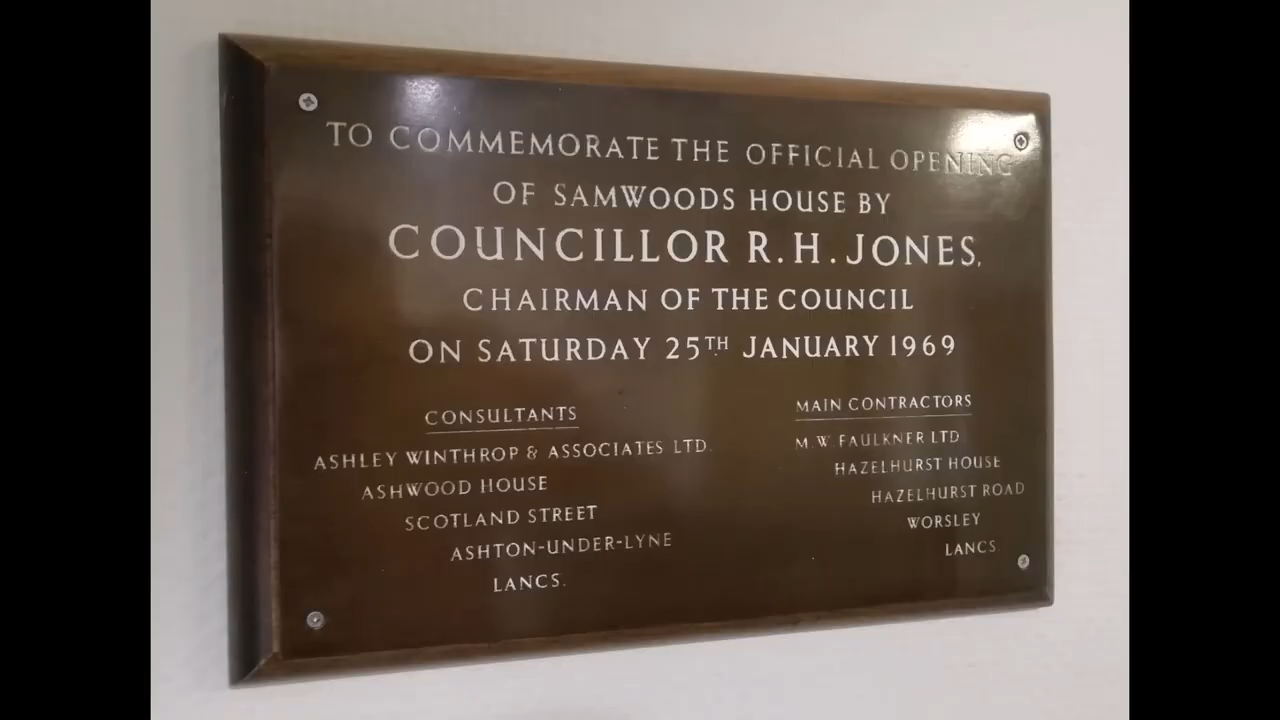 TO COMMEMORATE THE OFFICIAL OPENING
OF SAMWOODS HOUSE BY
COUNCILLOR R.H. JONES,
CHAIRMAN OF THE COUNCIL
ON SATURDAY 25TH JANUARY 1969
CONSULTANTS
ASHLEY WINTHROP & ASSOCIATES LTD.
ASHWOOD HOUSE
SCOTLAND STREET
ASHTON-UNDER-LYNE
LANCS.
MAIN CONTRACTORS
M.W. FAULKNER LTD
HAZELHURST HOUSE
HAZELHURST ROAD
WORSLEY
LANCS.